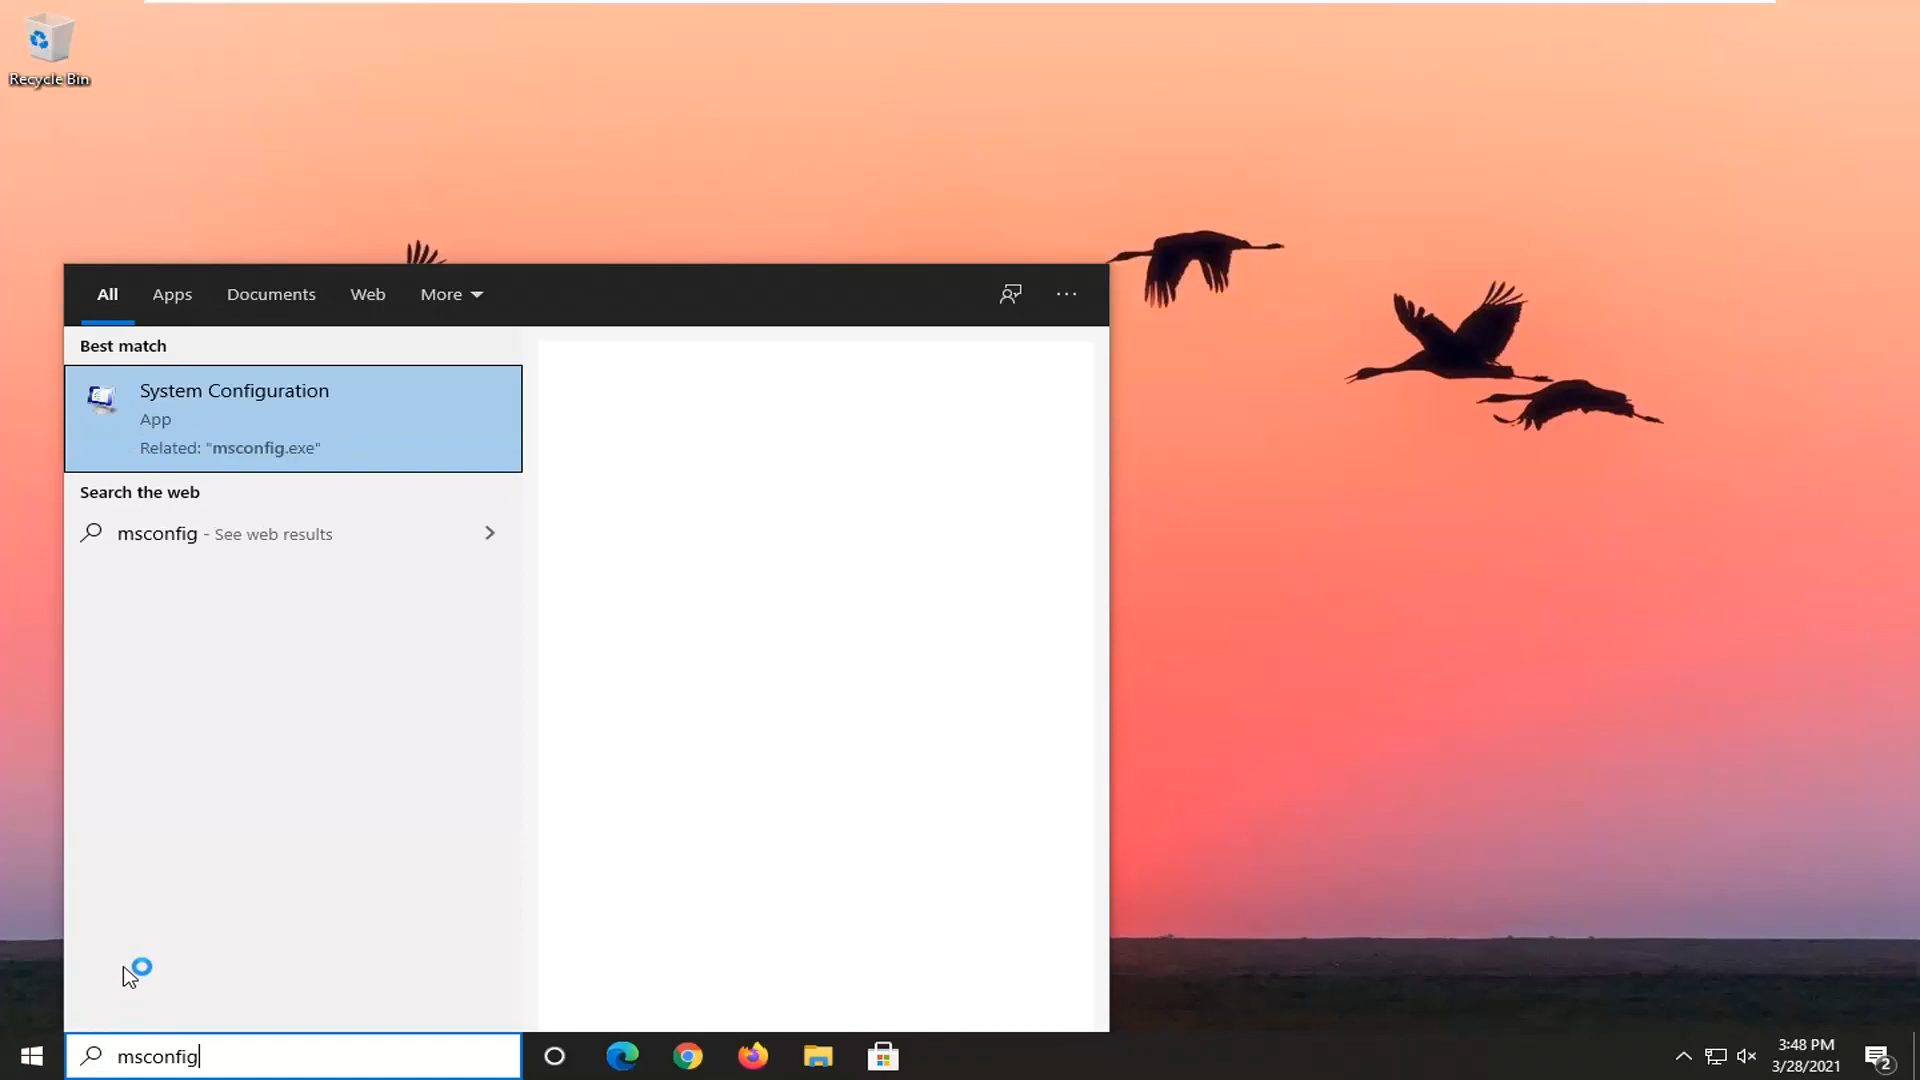 Recycle Bin
All Apps Documents Web More ...
Best match
System Configuration
App
Related: "msconfig.exe"
Search the web
msconfig - See web results
msconfig
3:48 PM
3/28/2021
2